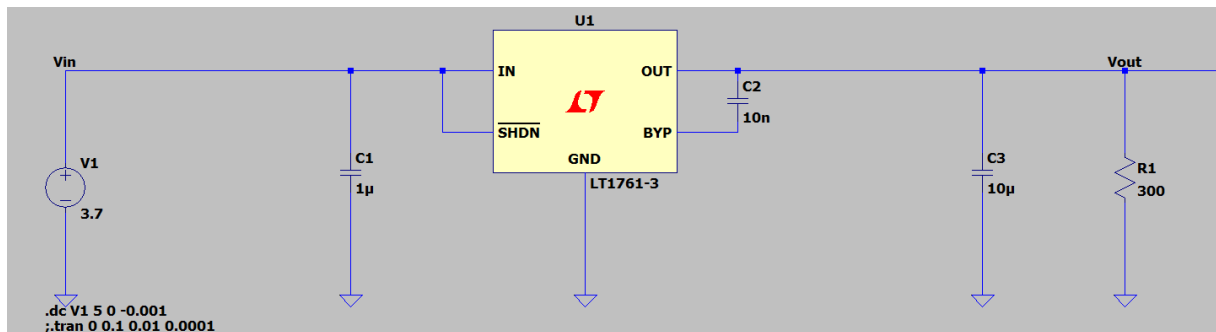 U1
Vin
IN
OUT
Vout
C2
10n
SHDN
BYP
V1
3.7
C1
1µ
GND
LT1761-3
C3
10µ
R1
300
.dc V1 5 0 -0.001
;.tran 0 0.1 0.01 0.0001